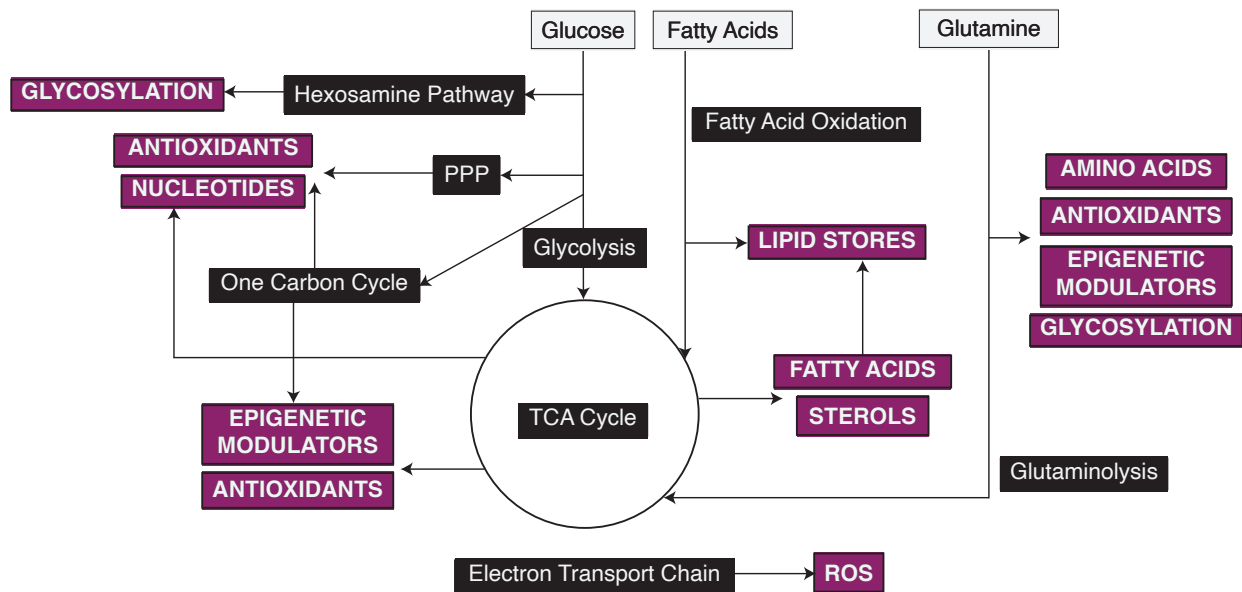 Glucose
Fatty Acids
Glutamine
GLYCOSYLATION
Hexosamine Pathway
Fatty Acid Oxidation
ANTIOXIDANTS
NUCLEOTIDES
PPP
AMINO ACIDS
ANTIOXIDANTS
EPIGENETIC
MODULATORS
GLYCOSYLATION
Glycolysis
LIPID STORES
One Carbon Cycle
FATTY ACIDS
STEROLS
TCA Cycle
EPIGENETIC
MODULATORS
ANTIOXIDANTS
Glutaminolysis
Electron Transport Chain
ROS